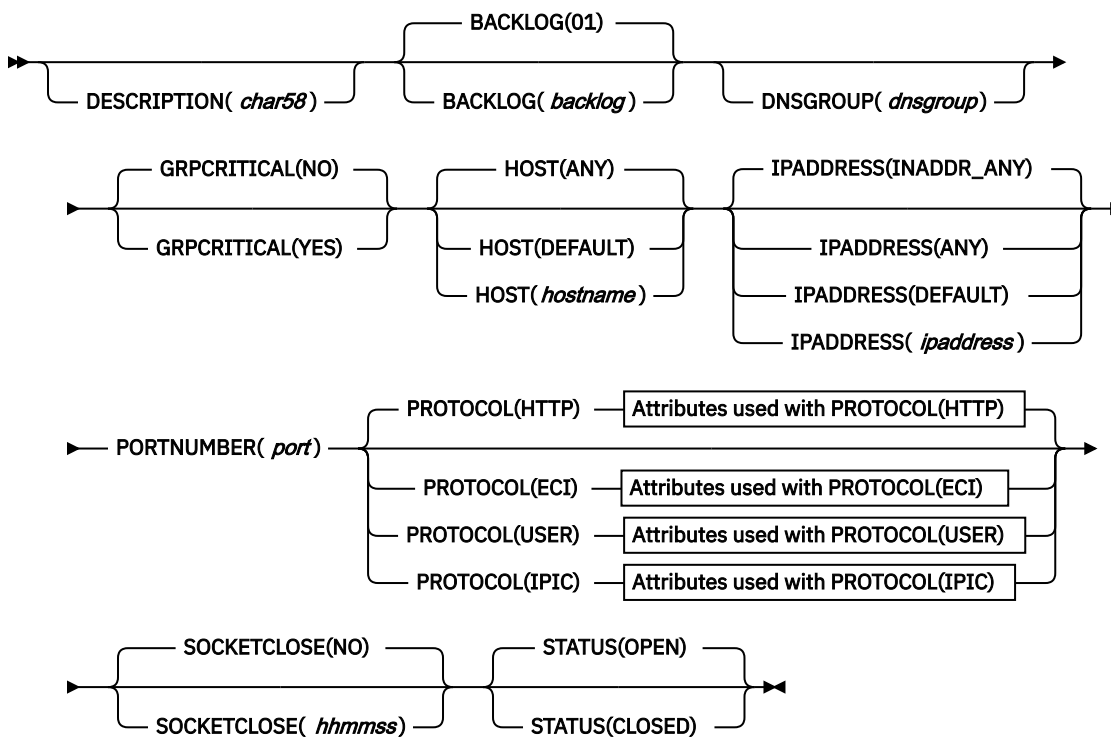 BACKLOG(01)
DESCRIPTION( char58 ) BACKLOG( backlog ) DNSGROUP( dnsgroup )
GRPCRITICAL(NO) HOST(ANY) IPADDRESS(INADDR_ANY)
GRPCRITICAL(YES) HOST(DEFAULT) IPADDRESS(ANY)
HOST( hostname ) IPADDRESS(DEFAULT)
IPADDRESS( ipaddress )
PROTOCOL(HTTP) Attributes used with PROTOCOL(HTTP)
PORTNUMBER( port )
PROTOCOL(ECI) Attributes used with PROTOCOL(ECI)
PROTOCOL(USER) Attributes used with PROTOCOL(USER)
PROTOCOL(IPIC) Attributes used with PROTOCOL(IPIC)
SOCKETCLOSE(NO) STATUS(OPEN)
SOCKETCLOSE( hhmmss ) STATUS(CLOSED)